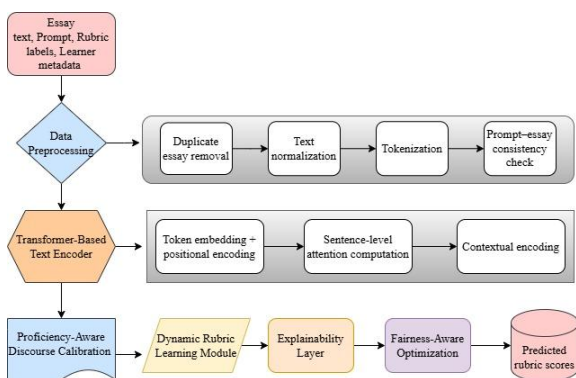 Essay
text, Prompt, Rubric
labels, Learner
metadata
Data
Preprocessing
Duplicate
essay removal
Text
normalization
Tokenization
Prompt–essay
consistency
check
Transformer-Based
Text Encoder
Token embedding +
positional encoding
Sentence-level
attention computation
Contextual encoding
Proficiency-Aware
Discourse Calibration
Dynamic Rubric
Learning Module
Explainability
Layer
Fairness-Aware
Optimization
Predicted
rubric scores